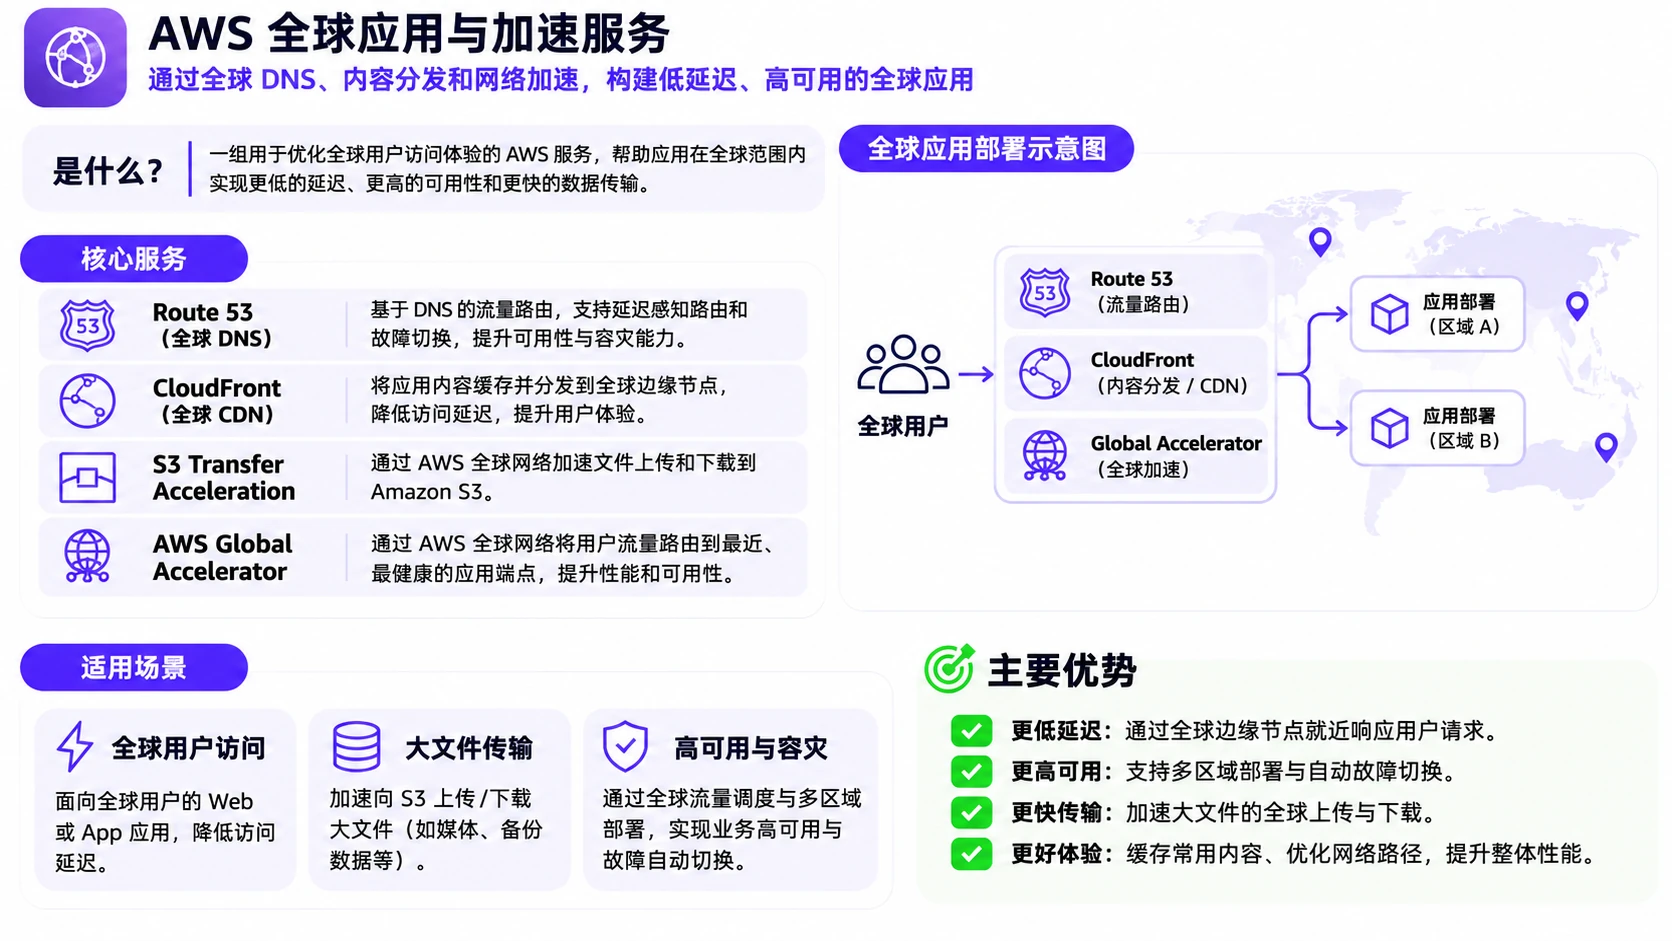 AWS 全球应用与加速服务
通过全球 DNS、内容分发和网络加速，构建低延迟、高可用的全球应用
是什么？
一组用于优化全球用户访问体验的 AWS 服务，帮助应用在全球范围内
实现更低的延迟、更高的可用性和更快的数据传输。
核心服务
53
Route 53
（全球 DNS）
基于 DNS 的流量路由，支持延迟感知路由和
故障切换，提升可用性与容灾能力。
CloudFront
（全球 CDN）
将应用内容缓存并分发到全球边缘节点，
降低访问延迟，提升用户体验。
S3 Transfer
Acceleration
通过 AWS 全球网络加速文件上传和下载到
Amazon S3。
AWS Global
Accelerator
通过 AWS 全球网络将用户流量路由到最近、
最健康的应用端点，提升性能和可用性。
全球应用部署示意图
全球用户
53
Route 53
（流量路由）
CloudFront
（内容分发 / CDN）
Global Accelerator
（全球加速）
应用部署
（区域 A）
应用部署
（区域 B）
适用场景
全球用户访问
面向全球用户的 Web
或 App 应用，降低访问
延迟。
大文件传输
加速向 S3 上传/下载
大文件（如媒体、备份
数据等）。
高可用与容灾
通过全球流量调度与多区域
部署，实现业务高可用与
故障自动切换。
主要优势
更低延迟：通过全球边缘节点就近响应用户请求。
更高可用：支持多区域部署与自动故障切换。
更快传输：加速大文件的全球上传与下载。
更好体验：缓存常用内容、优化网络路径，提升整体性能。